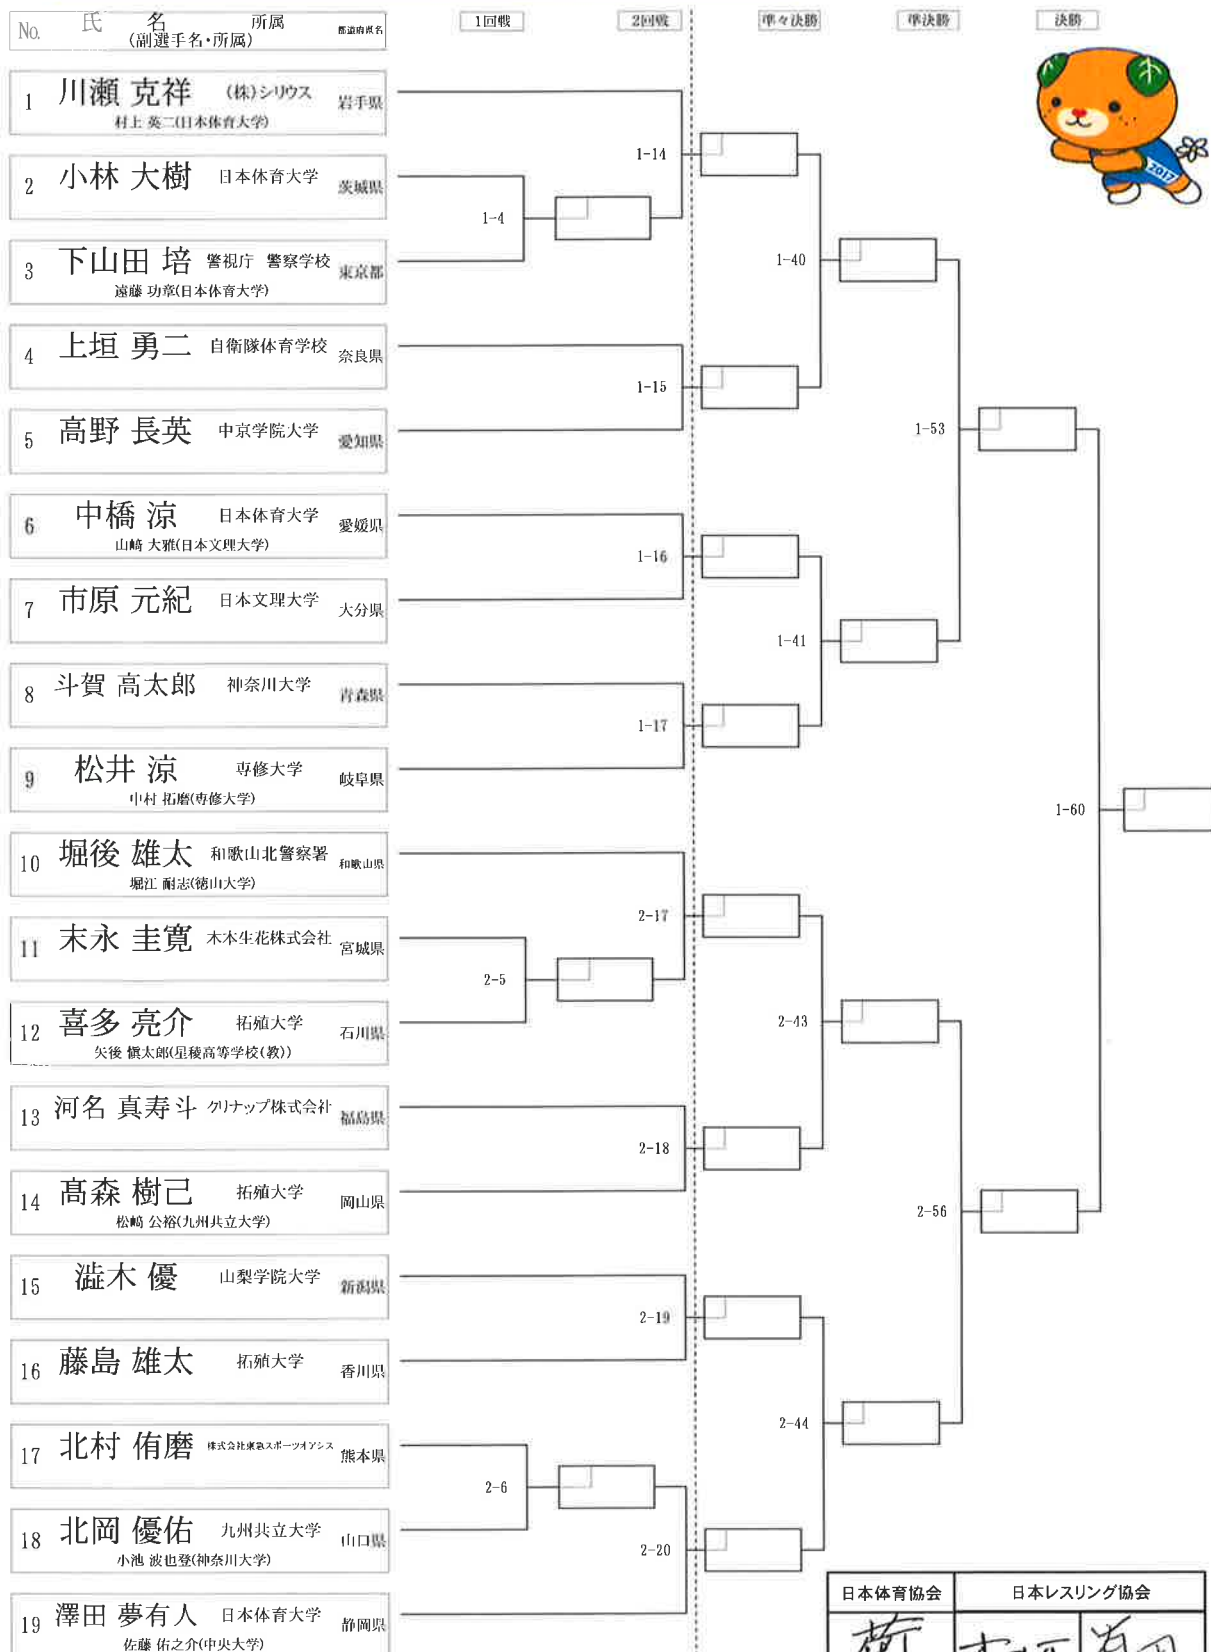 No. 氏 名 所属 都道府県名
(副選手名・所属)
1回戦 2回戦 準々決勝 準決勝 決勝
1 川瀬 克祥 (株)シリウス 岩手県
村上 英二(日本体育大学)
2 小林 大樹 日本体育大学 茨城県
3 下山田 培 警視庁 警察学校 東京都
遠藤 功章(日本体育大学)
4 上垣 勇二 自衛隊体育学校 奈良県
5 高野 長英 中京学院大学 愛知県
6 中橋 涼 日本体育大学 愛媛県
山﨑 大雅(日本文理大学)
7 市原 元紀 日本文理大学 大分県
8 斗賀 高太郎 神奈川大学 青森県
9 松井 涼 専修大学 岐阜県
中村 拓磨(専修大学)
10 堀後 雄太 和歌山北警察署 和歌山県
堀江 耐志(徳山大学)
11 末永 圭寛 木本生花株式会社 宮城県
12 喜多 亮介 拓殖大学 石川県
矢後 愼太郎(星稜高等学校(教))
13 河名 真寿斗 クリナップ株式会社 福島県
14 髙森 樹己 拓殖大学 岡山県
松﨑 公裕(九州共立大学)
15 澁木 優 山梨学院大学 新潟県
16 藤島 雄太 拓殖大学 香川県
17 北村 侑磨 株式会社東急スポーツオアシス 熊本県
18 北岡 優佑 九州共立大学 山口県
小池 波也登(神奈川大学)
19 澤田 夢有人 日本体育大学 静岡県
佐藤 佑之介(中央大学)
1-4
2-5
2-6
1-14
1-15
1-16
1-17
2-17
2-18
2-19
2-20
1-40
1-41
2-43
2-44
1-53
2-56
1-60
2017
日本体育協会 日本レスリング協会